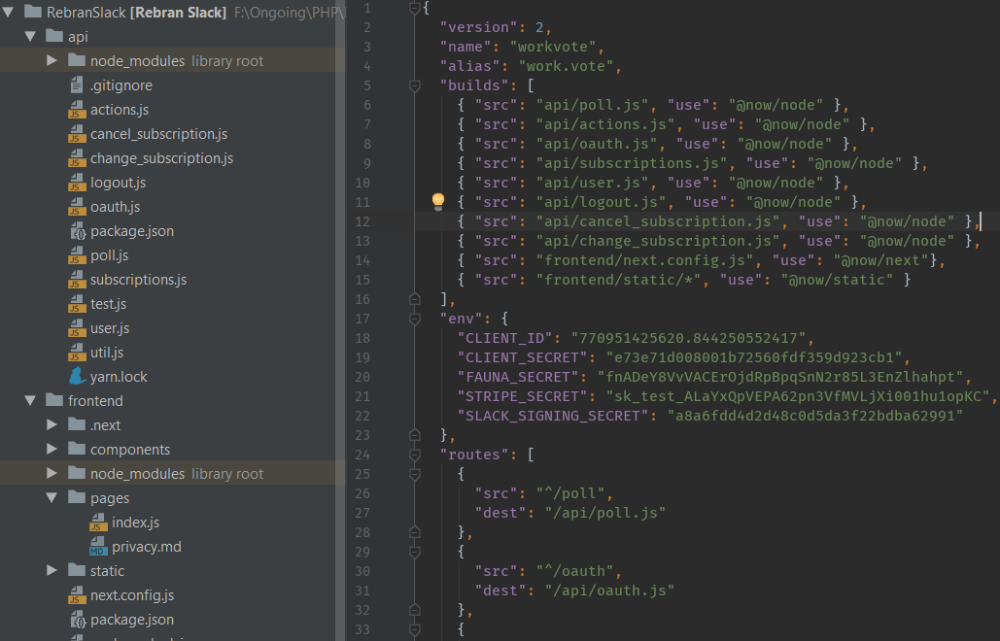 RebranSlack [Rebran Slack] F:\Ongoing\PHP\
api
node_modules library root
.gitignore
actions.js
cancel_subscription.js
change_subscription.js
logout.js
oauth.js
package.json
poll.js
subscriptions.js
test.js
user.js
util.js
yarn.lock
frontend
.next
components
node_modules library root
pages
index.js
privacy.md
static
next.config.js
package.json
1 {
2 "version": 2,
3 "name": "workvote",
4 "alias": "work.vote",
5 "builds": [
6 { "src": "api/poll.js", "use": "@now/node" },
7 { "src": "api/actions.js", "use": "@now/node" },
8 { "src": "api/oauth.js", "use": "@now/node" },
9 { "src": "api/subscriptions.js", "use": "@now/node" },
10 { "src": "api/user.js", "use": "@now/node" },
11 { "src": "api/logout.js", "use": "@now/node" },
12 { "src": "api/cancel_subscription.js", "use": "@now/node" },
13 { "src": "api/change_subscription.js", "use": "@now/node" },
14 { "src": "frontend/next.config.js", "use": "@now/next"},
15 { "src": "frontend/static/*", "use": "@now/static" }
16 ],
17 "env": {
18 "CLIENT_ID": "770951425620.844250552417",
19 "CLIENT_SECRET": "e73e71d008001b72560fdf359d923cb1",
20 "FAUNA_SECRET": "fnADeY8VvVACErOjdRpBpqSnN2r85L3EnZlhahpt",
21 "STRIPE_SECRET": "sk_test_ALaYxQpVEPA62pn3VfMVLjXi001hu1opKC",
22 "SLACK_SIGNING_SECRET": "a8a6fdd4d2d48c0d5da3f22bdba62991"
23 },
24 "routes": [
25 {
26 "src": "^/poll",
27 "dest": "/api/poll.js"
28 },
29 {
30 "src": "^/oauth",
31 "dest": "/api/oauth.js"
32 },
33 {